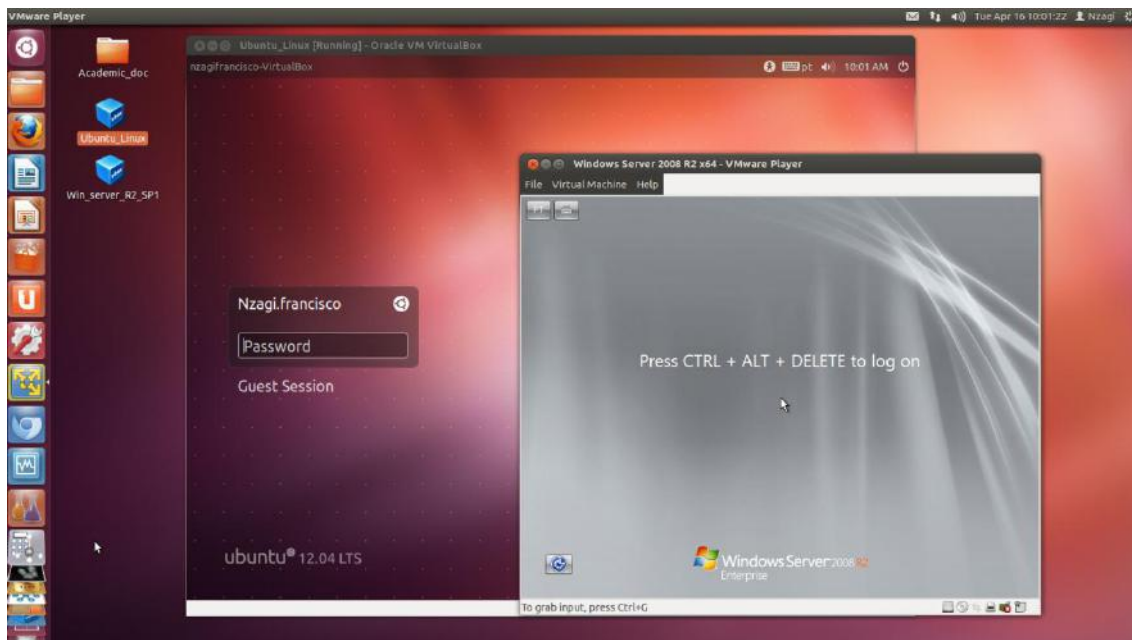 VMware Player
Tue Apr 16 10:01:22 Nzagi
Academic_doc
Ubuntu_Linux
Win_server_R2_SP1
Ubuntu_Linux [Running] - Oracle VM VirtualBox
nzagifrancisco-VirtualBox
pt 10:01 AM
Nzagi.francisco
Password
Guest Session
ubuntu® 12.04 LTS
Windows Server 2008 R2 x64 - VMware Player
File Virtual Machine Help
Press CTRL + ALT + DELETE to log on
Windows Server 2008 R2
Enterprise
To grab input, press Ctrl+G